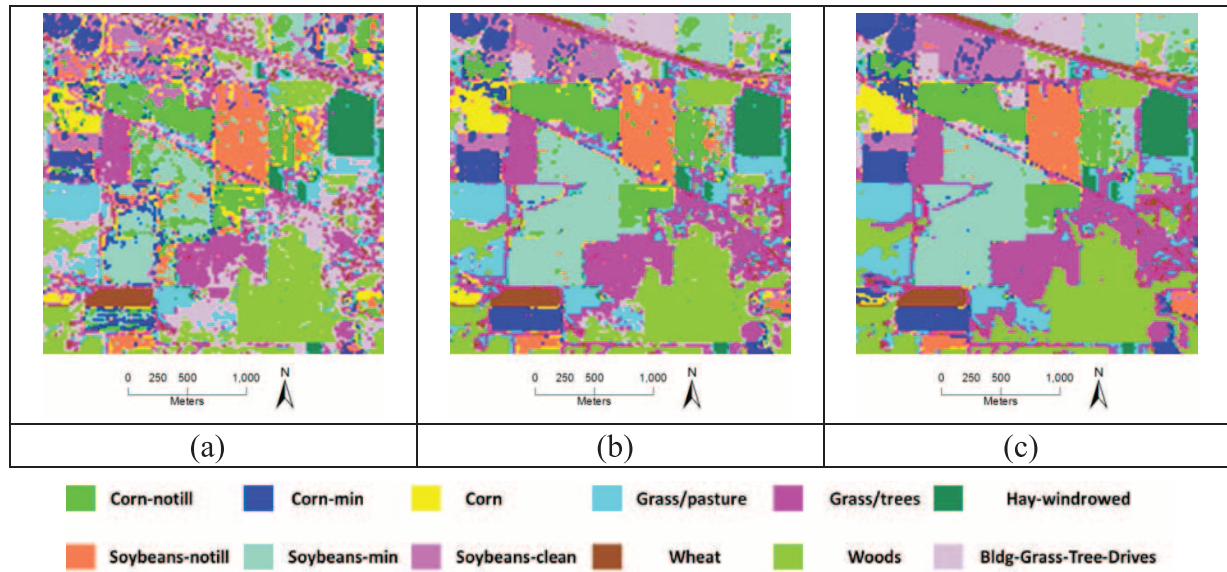 0 250 500 1,000
Meters
N
0 250 500 1,000
Meters
N
0 250 500 1,000
Meters
N
(a) (b) (c)
Corn-notill Corn-min Corn Grass/pasture Grass/trees Hay-windrowed
Soybeans-notill Soybeans-min Soybeans-clean Wheat Woods Bldg-Grass-Tree-Drives